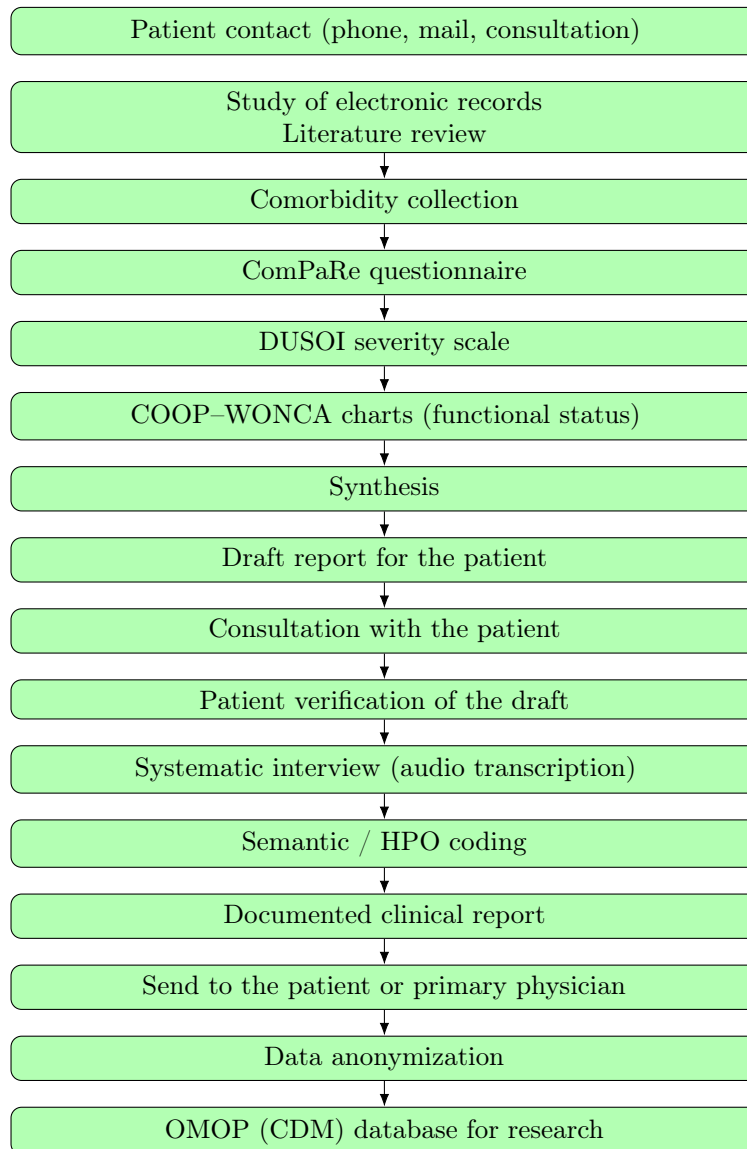 Patient contact (phone, mail, consultation)
Study of electronic records
Literature review
Comorbidity collection
ComPaRe questionnaire
DUSOI severity scale
COOP–WONCA charts (functional status)
Synthesis
Draft report for the patient
Consultation with the patient
Patient verification of the draft
Systematic interview (audio transcription)
Semantic / HPO coding
Documented clinical report
Send to the patient or primary physician
Data anonymization
OMOP (CDM) database for research